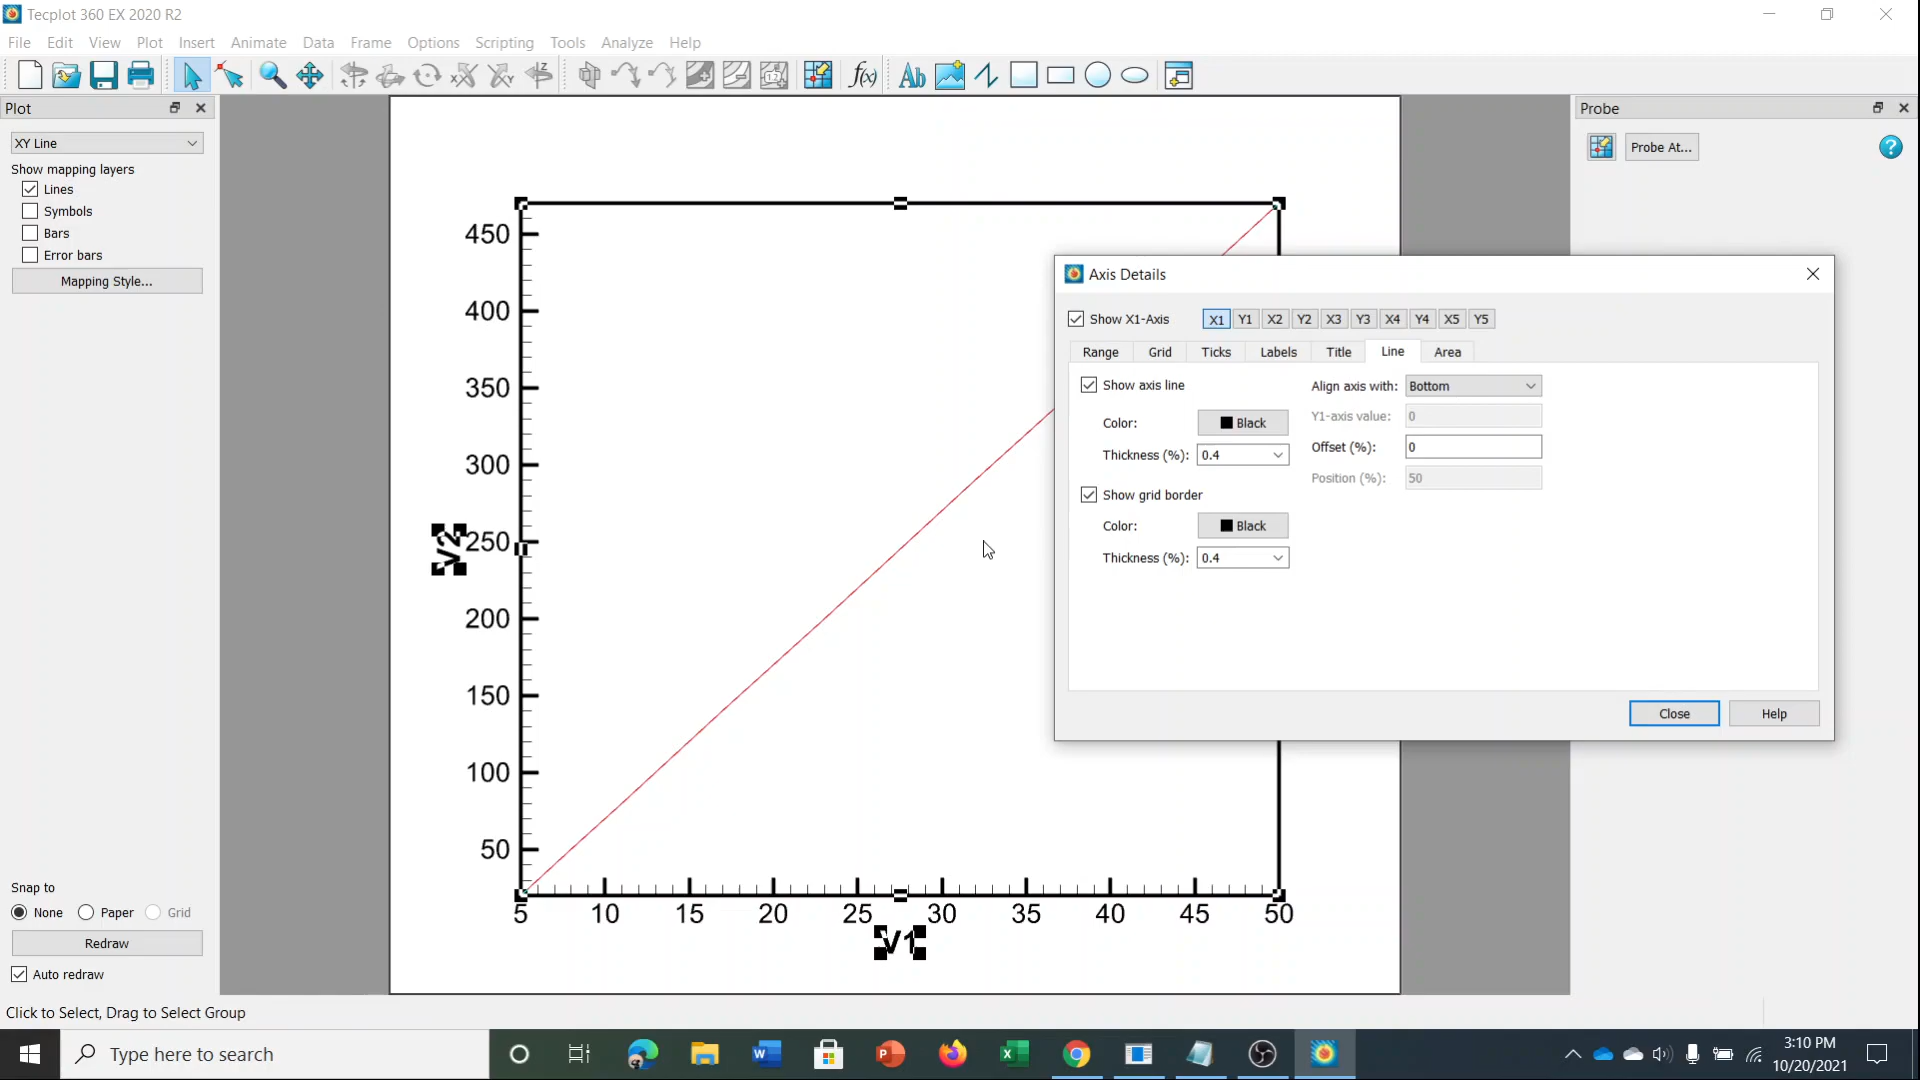 Tecplot 360 EX 2020 R2
File Edit View Plot Insert Animate Data Frame Options Scripting Tools Analyze Help
Plot
XY Line
Show mapping layers
Lines
Symbols
Bars
Error bars
Mapping Style...
Snap to
None Paper Grid
Redraw
Auto redraw
Click to Select, Drag to Select Group
450
400
350
300
250
200
150
100
50
V2
5 10 15 20 25 30 35 40 45 50
V1
Probe
Probe At...
Axis Details
Show X1-Axis X1 Y1 X2 Y2 X3 Y3 X4 Y4 X5 Y5
Range Grid Ticks Labels Title Line Area
Show axis line
Color: Black
Thickness (%): 0.4
Show grid border
Color: Black
Thickness (%): 0.4
Align axis with: Bottom
Y1-axis value: 0
Offset (%): 0
Position (%): 50
Close Help
Type here to search
3:10 PM
10/20/2021